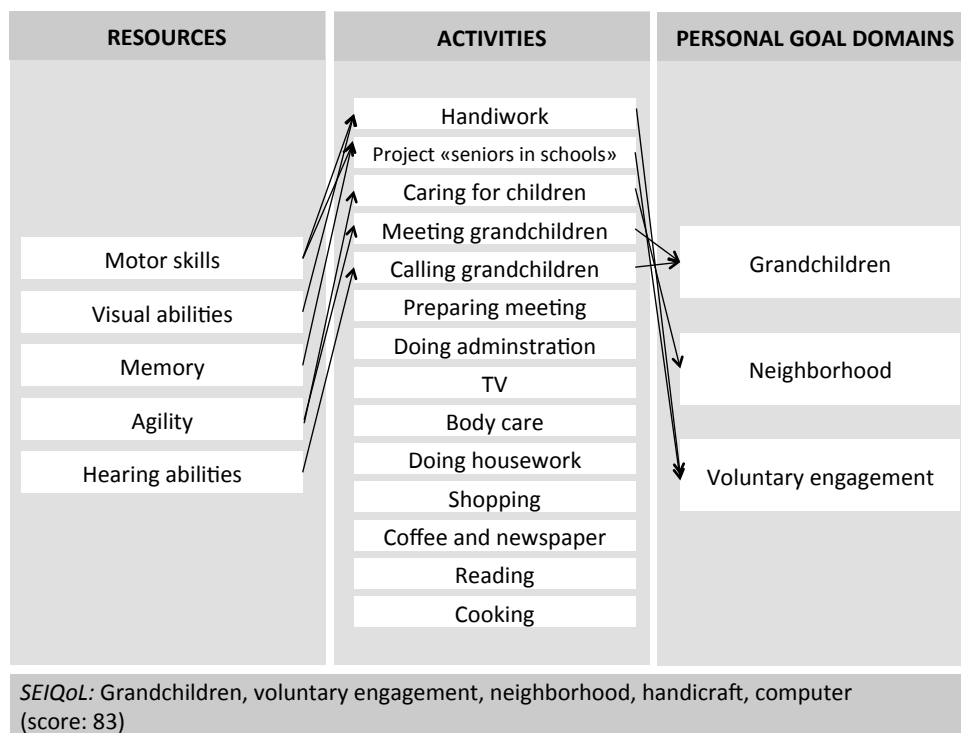 RESOURCES
ACTIVITIES
PERSONAL GOAL DOMAINS
Motor skills
Visual abilities
Memory
Agility
Hearing abilities
Handiwork
Project «seniors in schools»
Caring for children
Meeting grandchildren
Calling grandchildren
Preparing meeting
Doing adminstration
TV
Body care
Doing housework
Shopping
Coffee and newspaper
Reading
Cooking
Grandchildren
Neighborhood
Voluntary engagement
SEIQoL: Grandchildren, voluntary engagement, neighborhood, handicraft, computer
(score: 83)